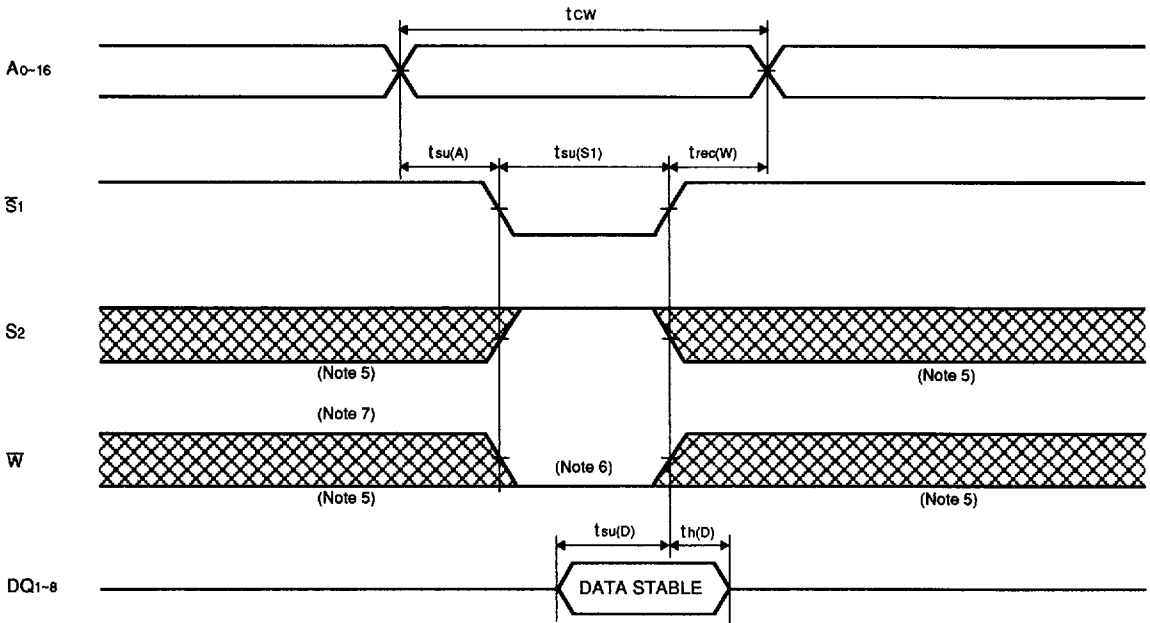 tCW
A0~16
tsu(A) tsu(S1) trec(W)
S̅1
S2
(Note 5) (Note 5)
(Note 7)
W̅
(Note 6)
(Note 5) (Note 5)
tsu(D) th(D)
DQ1~8 DATA STABLE